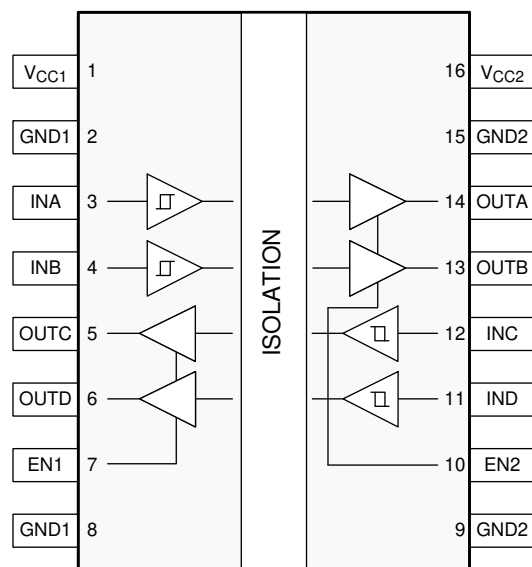 VCC1 1 16 VCC2
GND1 2 15 GND2
INA 3 14 OUTA
INB 4 13 OUTB
ISOLATION
OUTC 5 12 INC
OUTD 6 11 IND
EN1 7 10 EN2
GND1 8 9 GND2